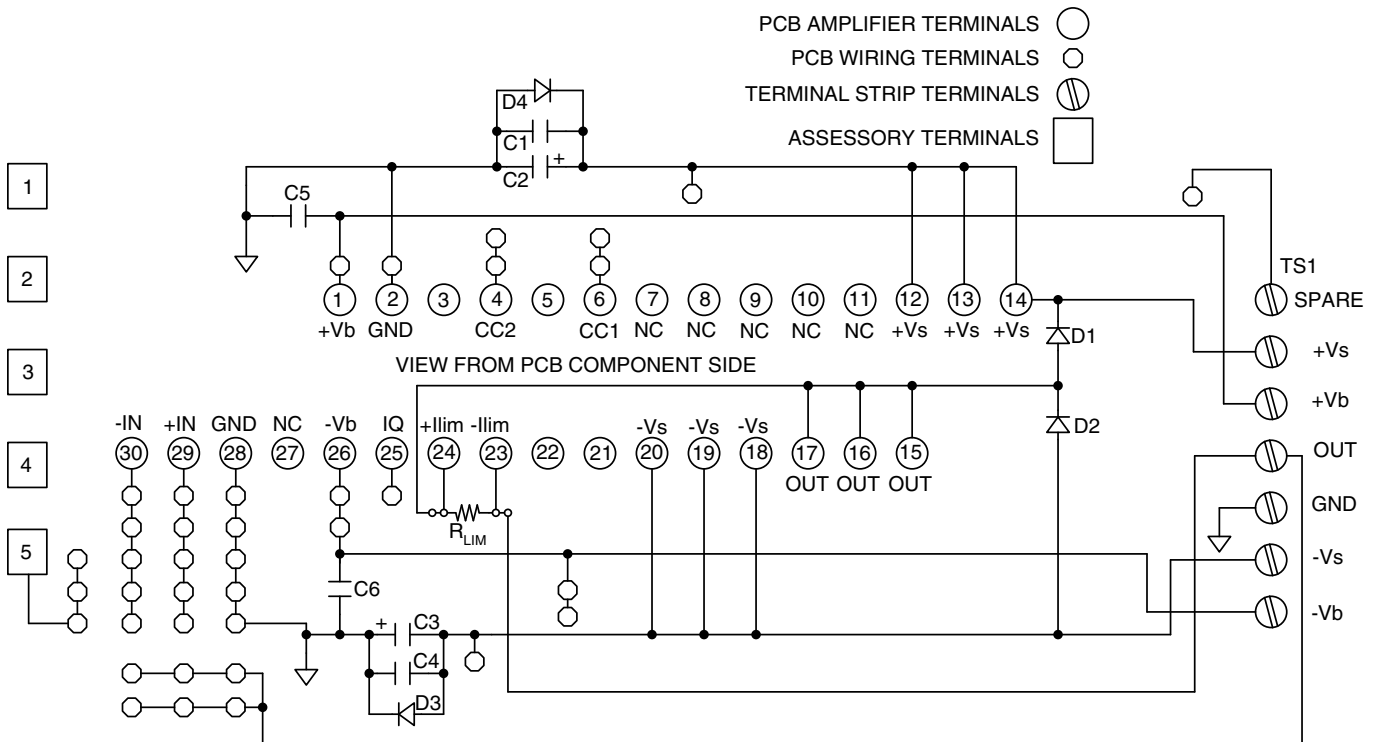 PCB AMPLIFIER TERMINALS
PCB WIRING TERMINALS
TERMINAL STRIP TERMINALS
ASSESSORY TERMINALS
D4
C1
C2 +
1
C5
2
TS1
1 2 3 4 5 6 7 8 9 10 11 12 13 14
SPARE
+Vb GND CC2 CC1 NC NC NC NC NC +Vs +Vs +Vs
D1
+Vs
VIEW FROM PCB COMPONENT SIDE
3
+Vb
-IN +IN GND NC -Vb IQ +Ilim -Ilim -Vs -Vs -Vs
D2
4
30 29 28 27 26 25 24 23 22 21 20 19 18 17 16 15
OUT
OUT OUT OUT
GND
RLIM
5
-Vs
C6
-Vb
+ C3
C4
D3